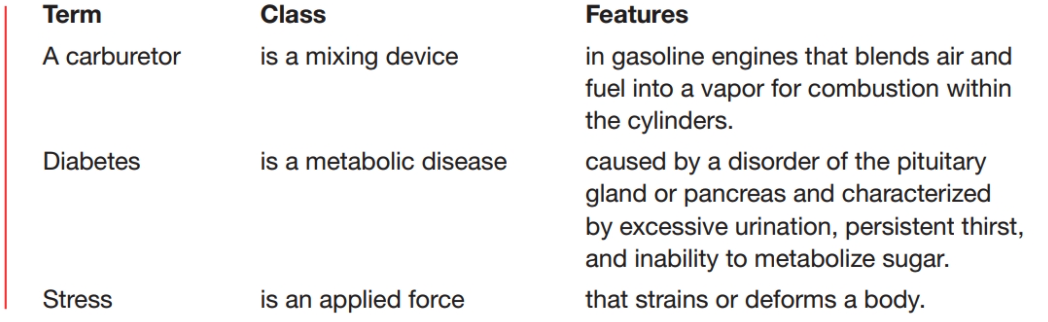 Term Class Features
A carburetor is a mixing device in gasoline engines that blends air and
fuel into a vapor for combustion within
the cylinders.
Diabetes is a metabolic disease caused by a disorder of the pituitary
gland or pancreas and characterized
by excessive urination, persistent thirst,
and inability to metabolize sugar.
Stress is an applied force that strains or deforms a body.